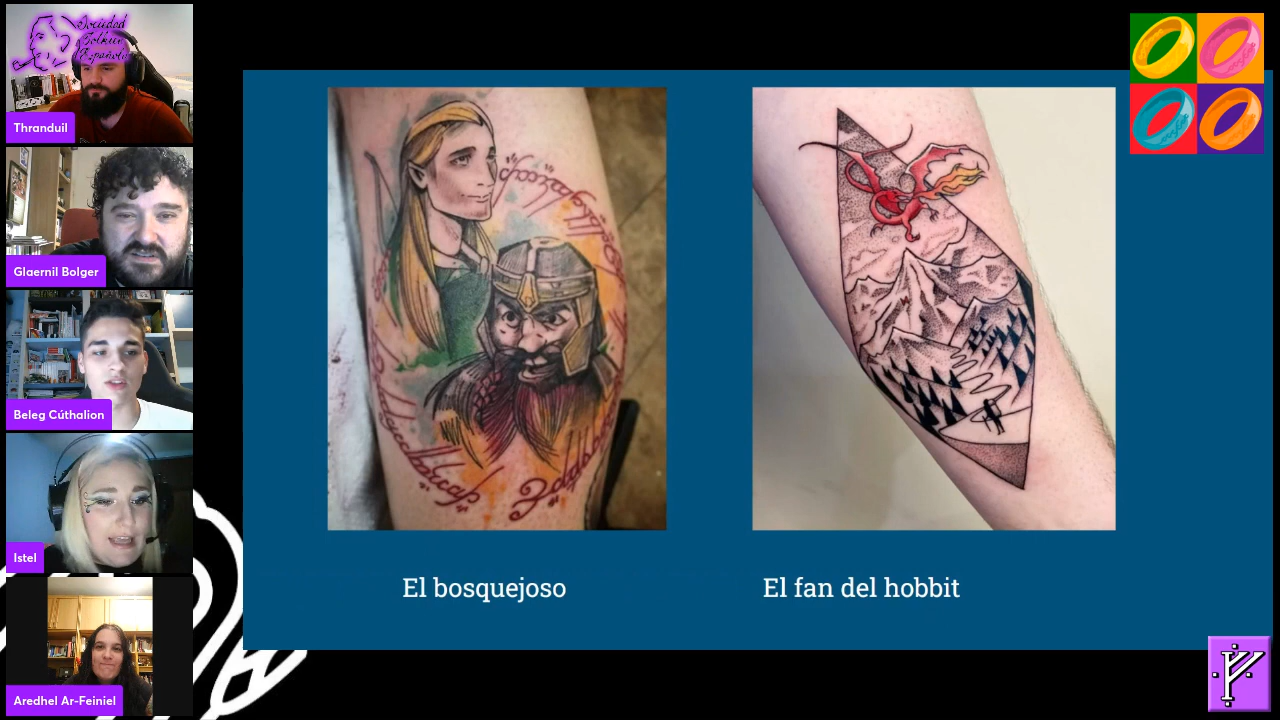 Sociedad
Tolkien
Española
Thranduil
Glaernil Bolger
Beleg Cúthalion
Istel
Aredhel Ar-Feiniel
El bosquejoso
El fan del hobbit